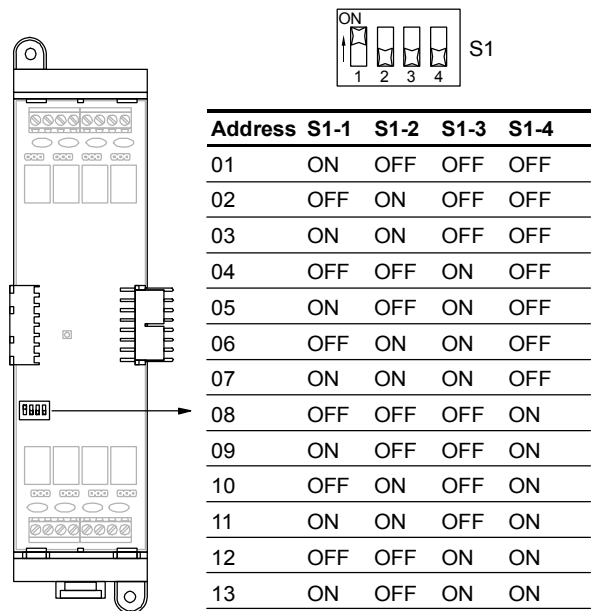 ON
1 2 3 4
S1
Address S1-1 S1-2 S1-3 S1-4
01 ON OFF OFF OFF
02 OFF ON OFF OFF
03 ON ON OFF OFF
04 OFF OFF ON OFF
05 ON OFF ON OFF
06 OFF ON ON OFF
07 ON ON ON OFF
08 OFF OFF OFF ON
09 ON OFF OFF ON
10 OFF ON OFF ON
11 ON ON OFF ON
12 OFF OFF ON ON
13 ON OFF ON ON